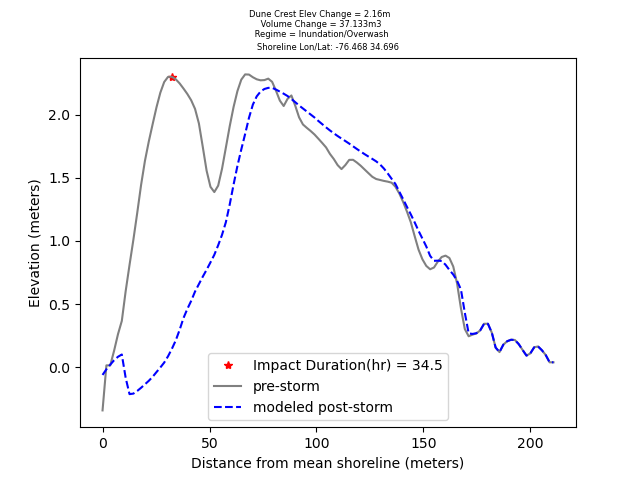 Dune Crest Elev Change = 2.16m
Volume Change = 37.133m3
Regime = Inundation/Overwash
Shoreline Lon/Lat: -76.468 34.696
Elevation (meters)
2.0
1.5
1.0
0.5
0.0
Impact Duration(hr) = 34.5
pre-storm
modeled post-storm
0 50 100 150 200
Distance from mean shoreline (meters)